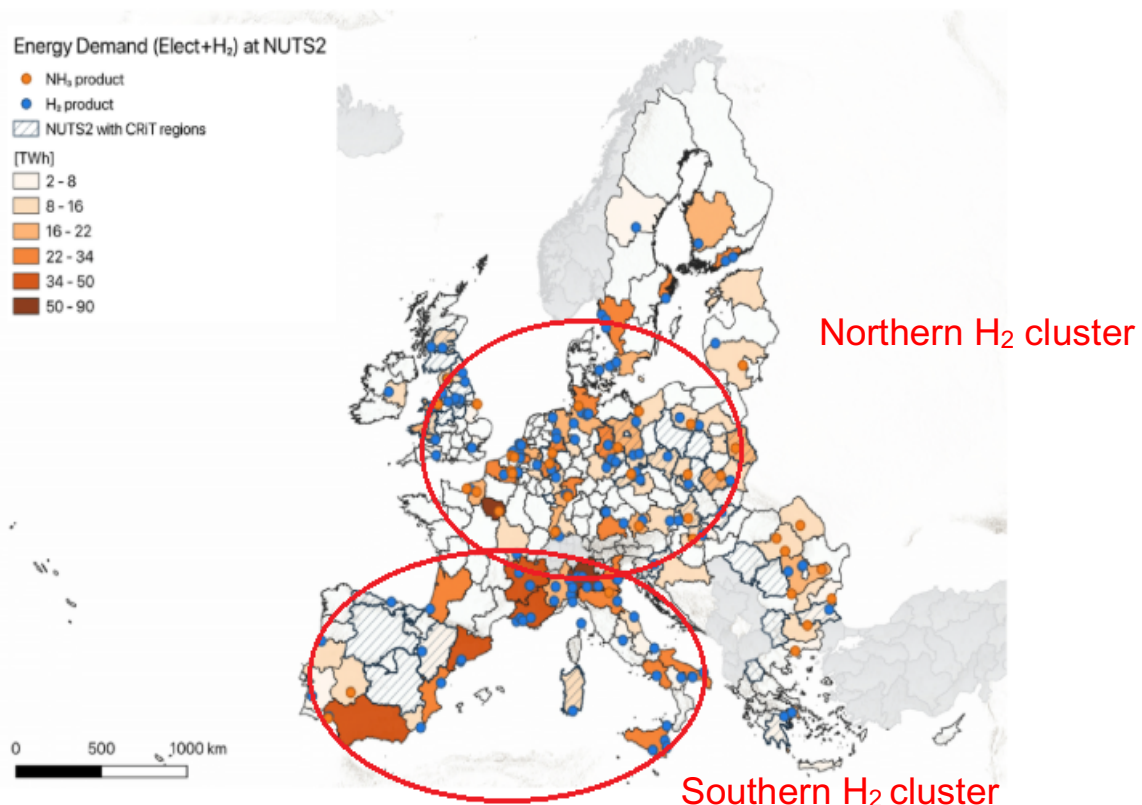 Energy Demand (Elect+H₂) at NUTS2
NH₃ product
H₂ product
NUTS2 with CRiT regions
[TWh]
2 - 8
8 - 16
16 - 22
22 - 34
34 - 50
50 - 90
Northern H₂ cluster
0 500 1000 km
Southern H₂ cluster